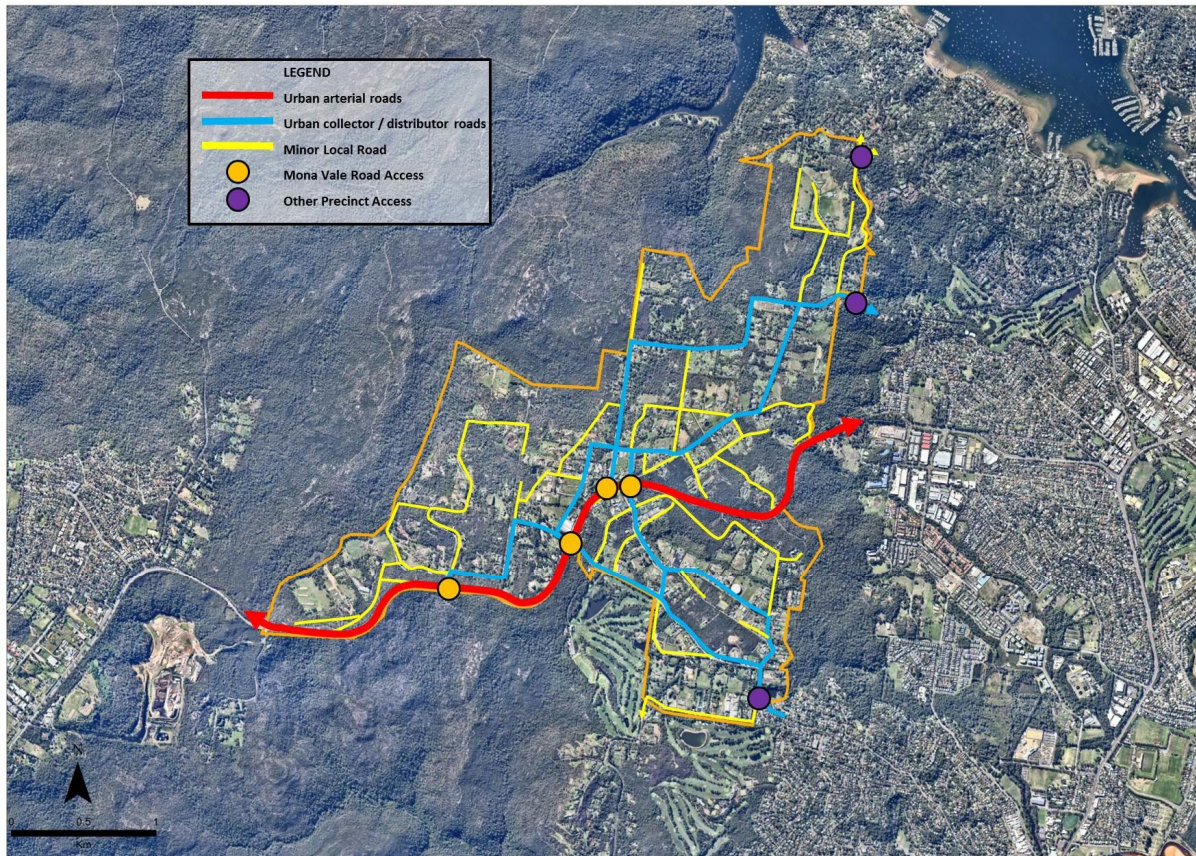 LEGEND
Urban arterial roads
Urban collector / distributor roads
Minor Local Road
Mona Vale Road Access
Other Precinct Access
N
0 0.5 1
Km